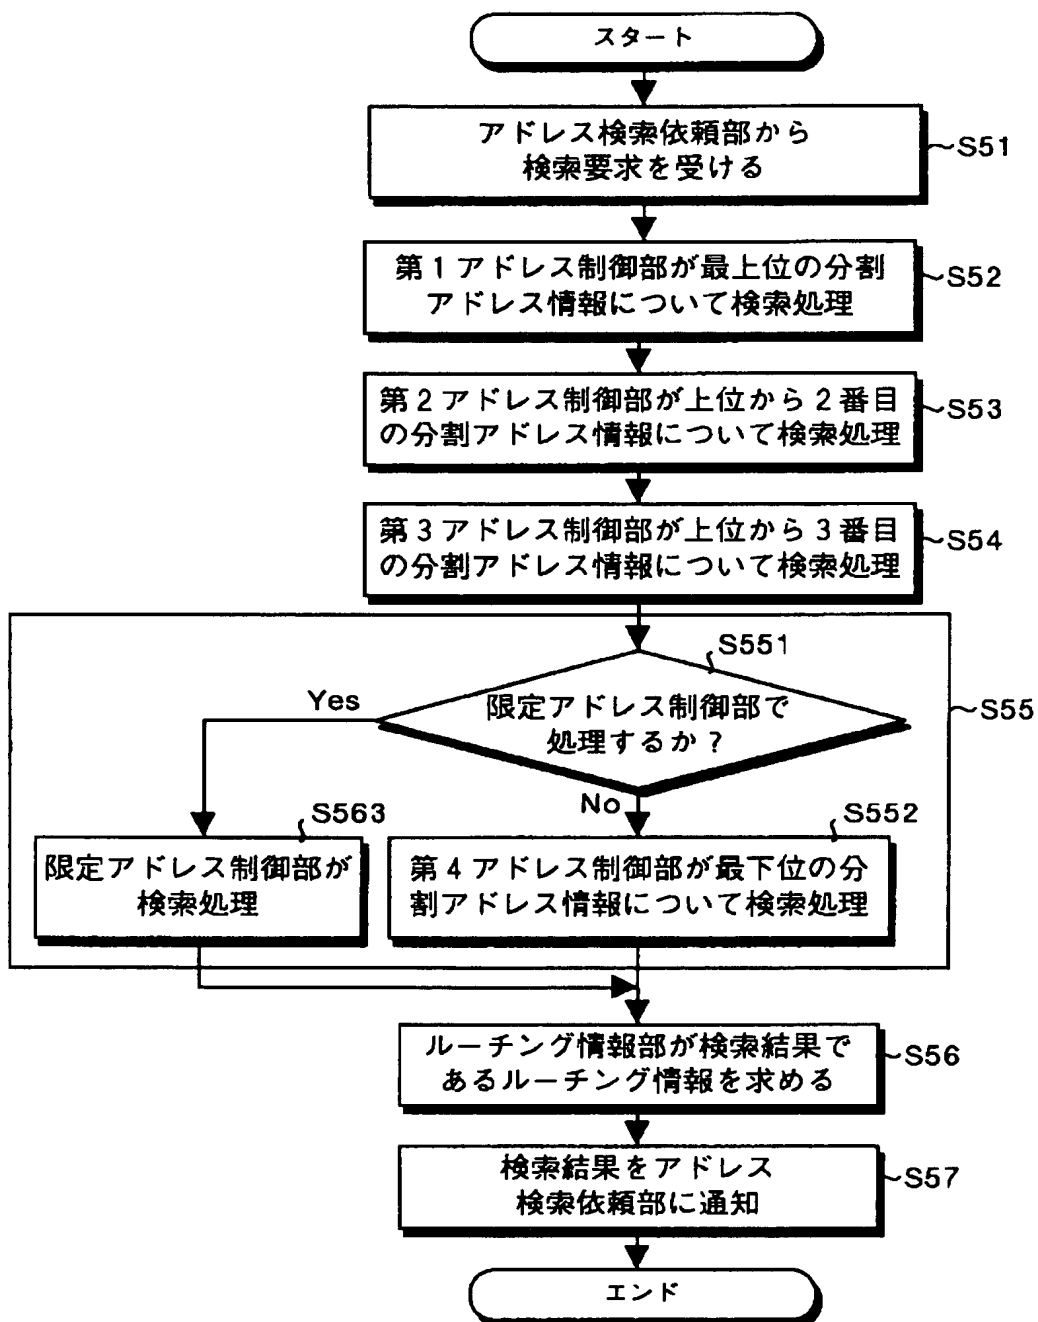 スタート
アドレス検索依頼部から
検索要求を受ける
S51
第1アドレス制御部が最上位の分割
アドレス情報について検索処理
S52
第2アドレス制御部が上位から2番目
の分割アドレス情報について検索処理
S53
第3アドレス制御部が上位から3番目
の分割アドレス情報について検索処理
S54
S551
限定アドレス制御部で
処理するか?
Yes
No
S55
S563
限定アドレス制御部が
検索処理
S552
第4アドレス制御部が最下位の分
割アドレス情報について検索処理
ルーチング情報部が検索結果で
あるルーチング情報を求める
S56
検索結果をアドレス
検索依頼部に通知
S57
エンド